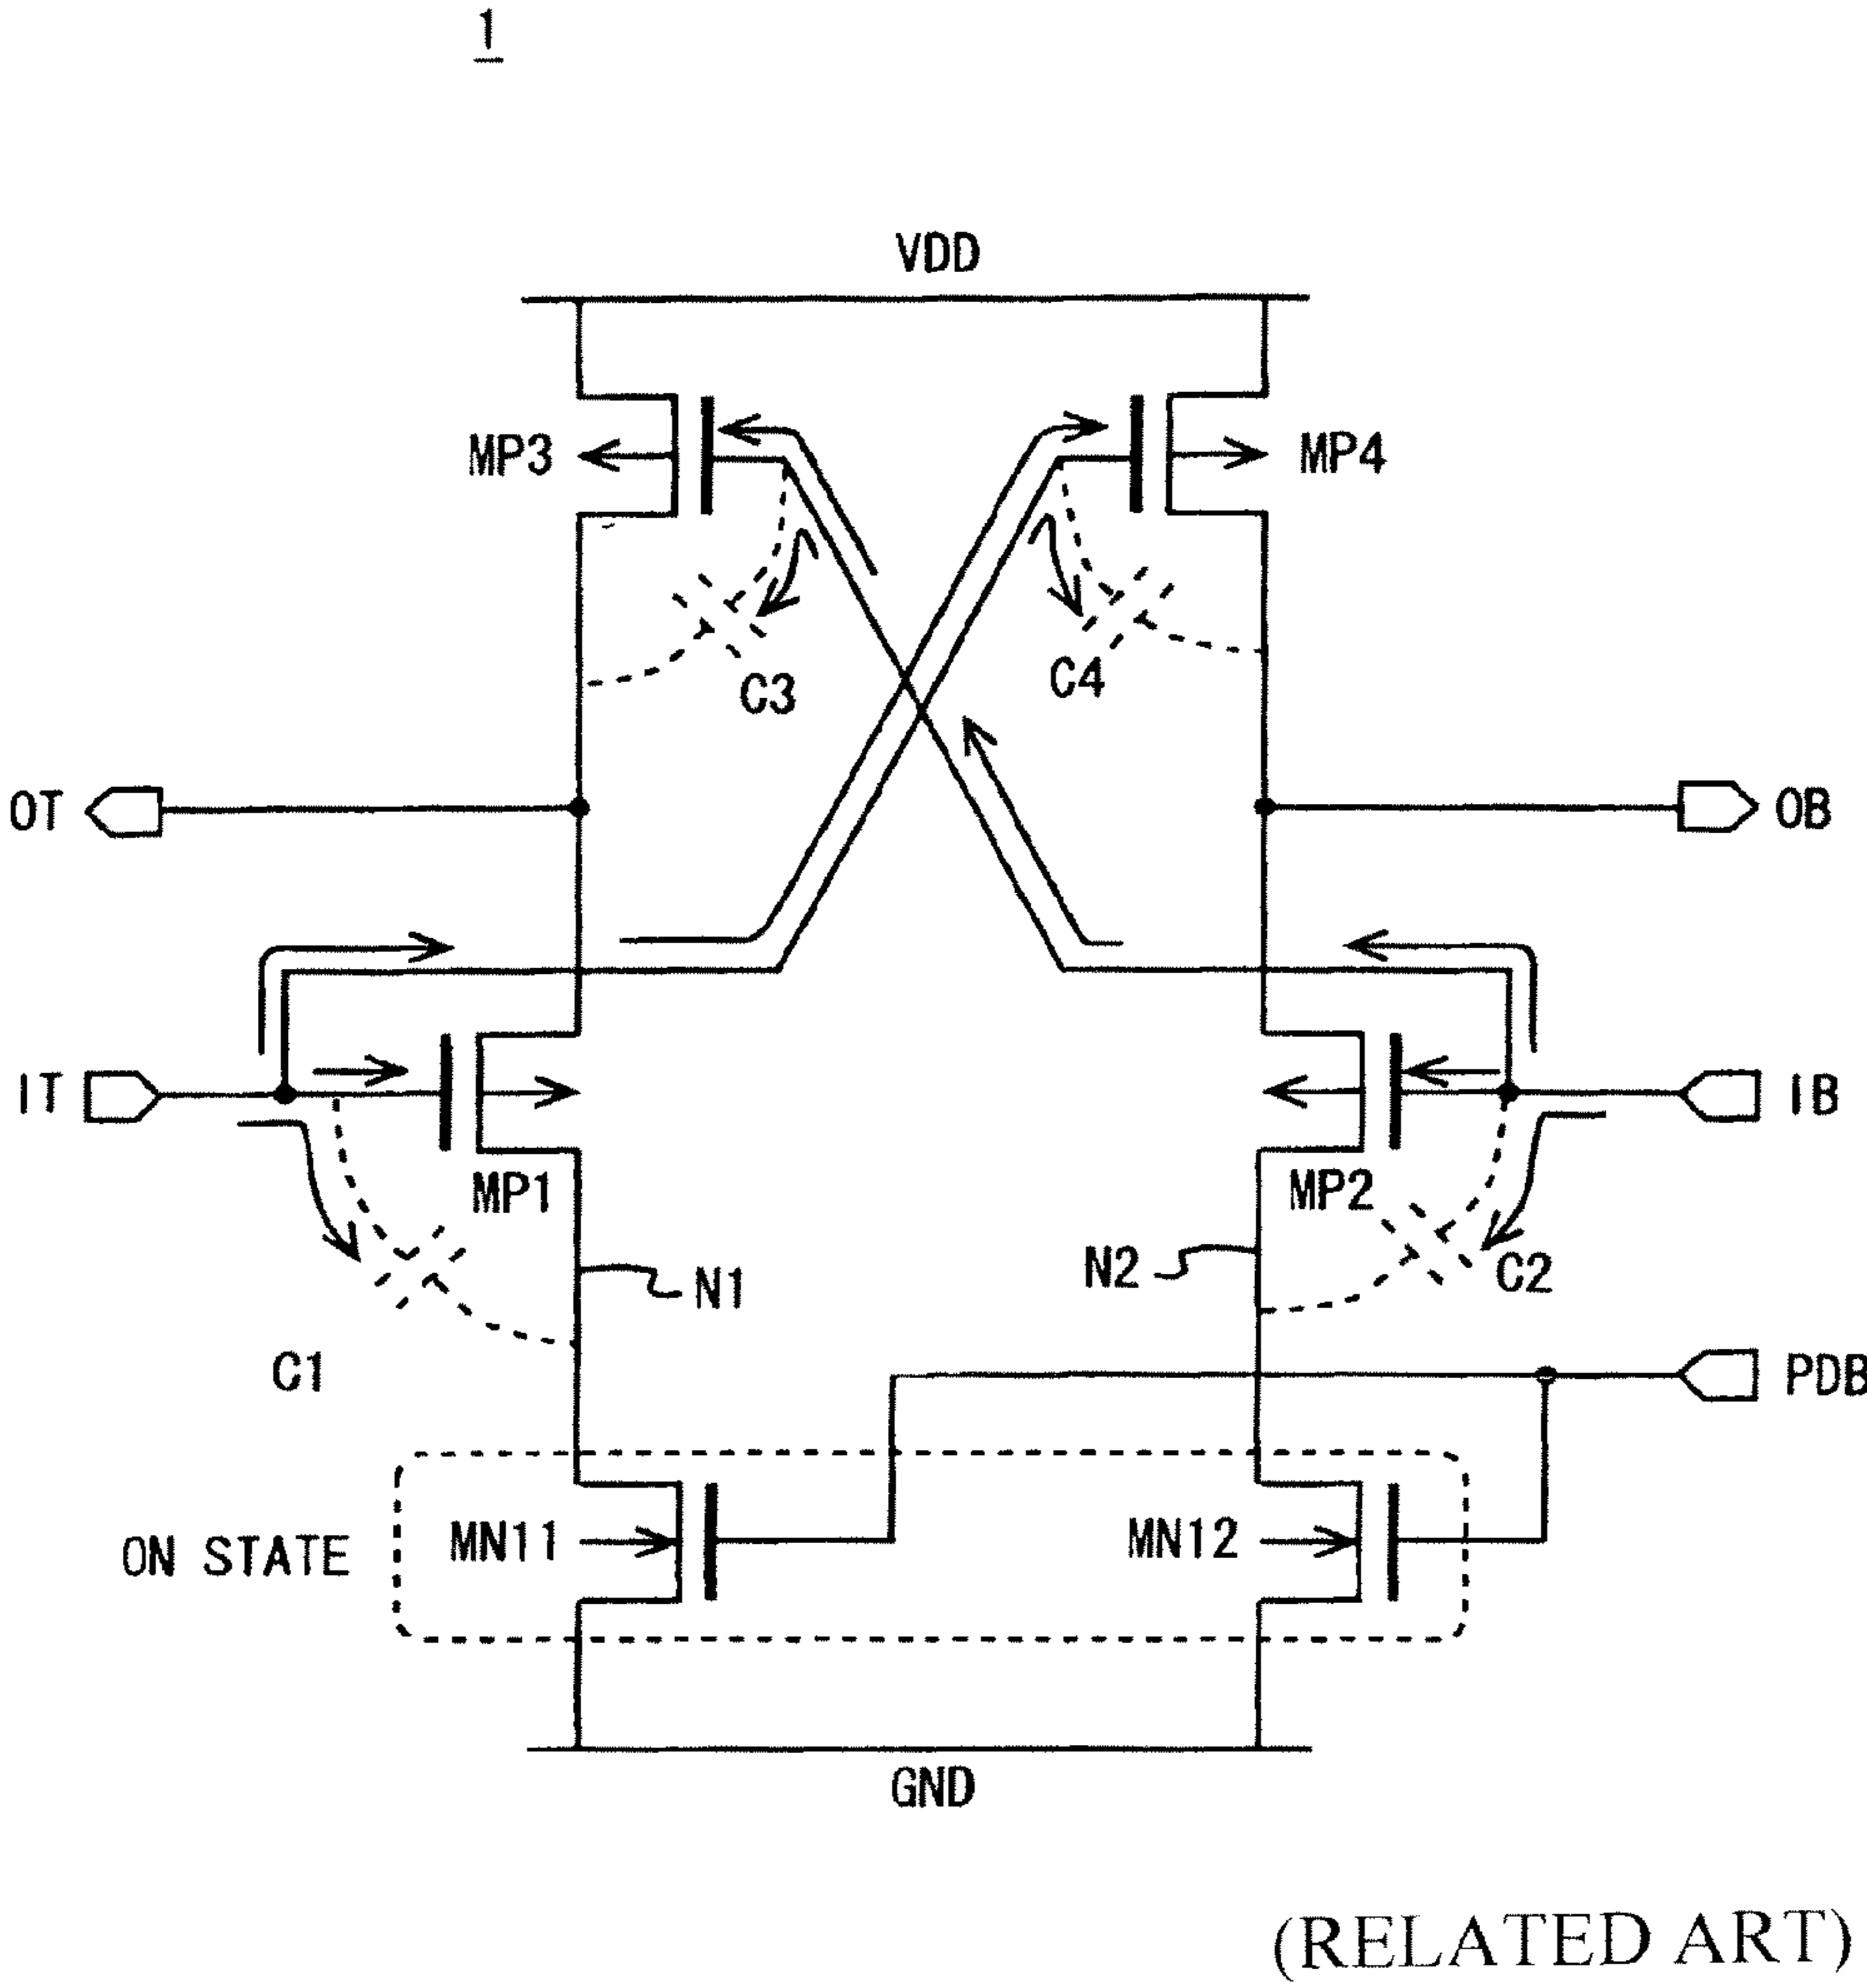 1
VDD
MP3
MP4
C3
C4
OT
OB
IT
IB
MP1
MP2
N1
N2
C2
C1
PDB
ON STATE
MN11
MN12
GND
(RELATED ART)